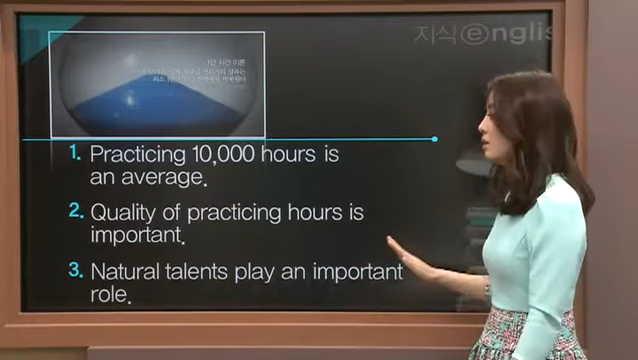 지식ⓔnglis
1만 시간 이론
1. Practicing 10,000 hours is
an average.
2. Quality of practicing hours is
important.
3. Natural talents play an important
role.